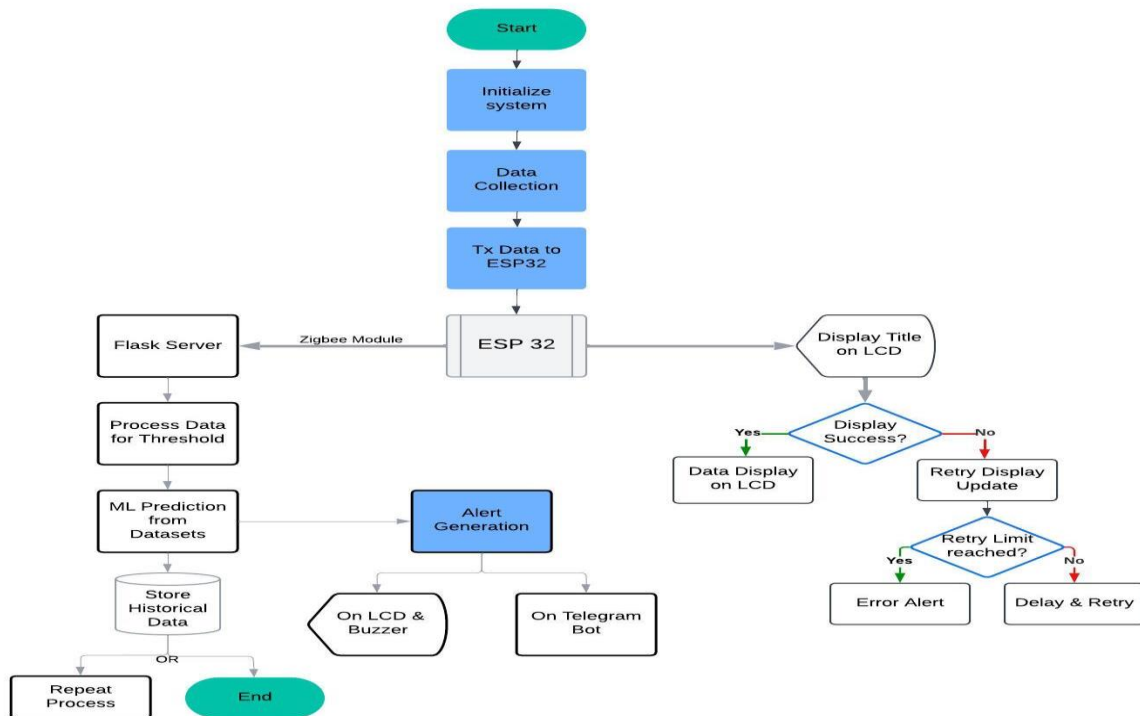 Start
Initialize
system
Data
Collection
Tx Data to
ESP32
Flask Server
Zigbee Module
ESP 32
Display Title
on LCD
Process Data
for Threshold
Yes
Display
Success?
No
Data Display
on LCD
Retry Display
Update
ML Prediction
from
Datasets
Alert
Generation
Retry Limit
reached?
Yes
No
Error Alert
Delay & Retry
Store
Historical
Data
On LCD &
Buzzer
On Telegram
Bot
OR
Repeat
Process
End